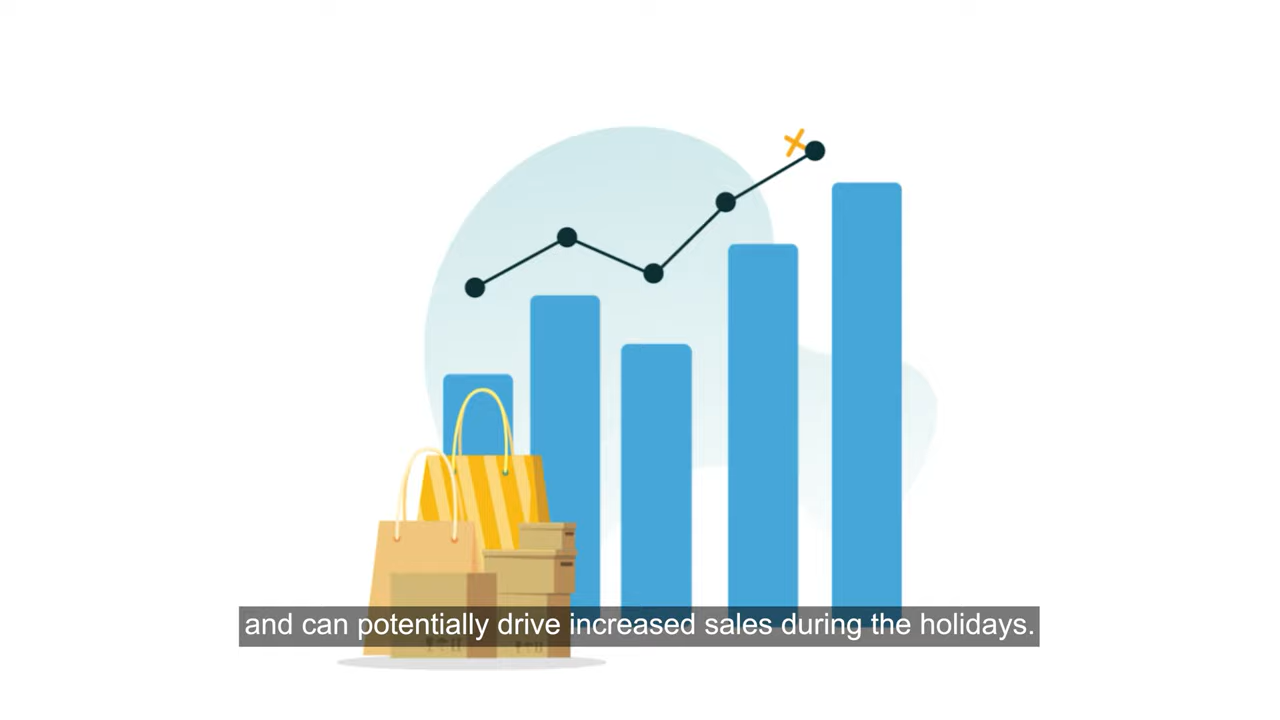 and can potentially drive increased sales during the holidays.